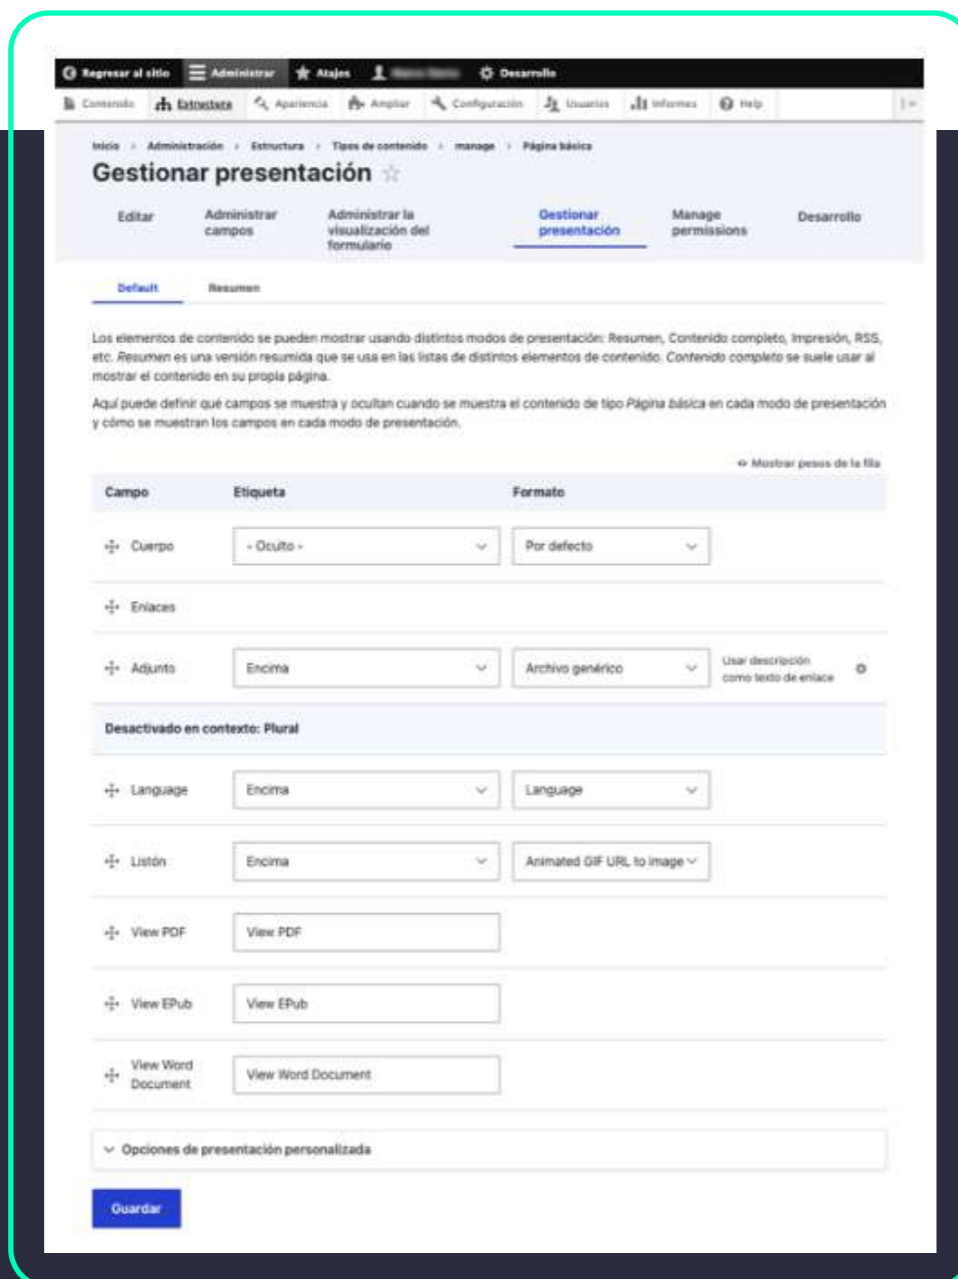 Regresar al sitio Administrar Atajos Desarrollo
Contenido Estructura Apariencia Ampliar Configuración Usuarios Informes Help
Inicio Administración Estructura Tipos de contenido manage Página básica
Gestionar presentación
Editar Administrar campos Administrar la visualización del formulario Gestionar presentación Manage permissions Desarrollo
Default Resumen
Los elementos de contenido se pueden mostrar usando distintos modos de presentación: Resumen, Contenido completo, Impresión, RSS,
etc. Resumen es una versión resumida que se usa en las listas de distintos elementos de contenido. Contenido completo se suele usar al
mostrar el contenido en su propia página.
Aquí puede definir qué campos se muestra y ocultan cuando se muestra el contenido de tipo Página básica en cada modo de presentación
y cómo se muestran los campos en cada modo de presentación.
Mostrar pesos de la fila
Campo Etiqueta Formato
Cuerpo - Oculto - Por defecto
Enlaces
Adjunto Encima Archivo genérico Usar descripción como texto de enlace
Desactivado en contexto: Plural
Language Encima Language
Listón Encima Animated GIF URL to image
View PDF View PDF
View EPub View EPub
View Word Document View Word Document
Opciones de presentación personalizada
Guardar